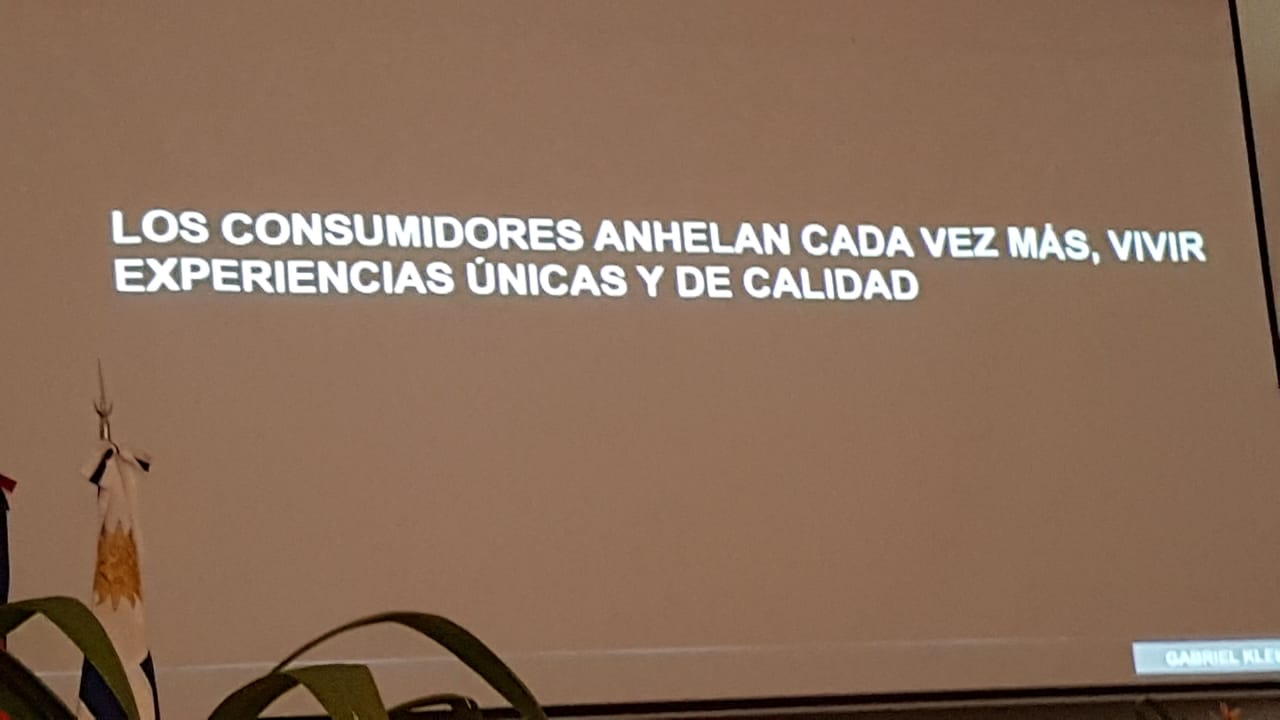 LOS CONSUMIDORES ANHELAN CADA VEZ MÁS, VIVIR
EXPERIENCIAS ÚNICAS Y DE CALIDAD
GABRIEL